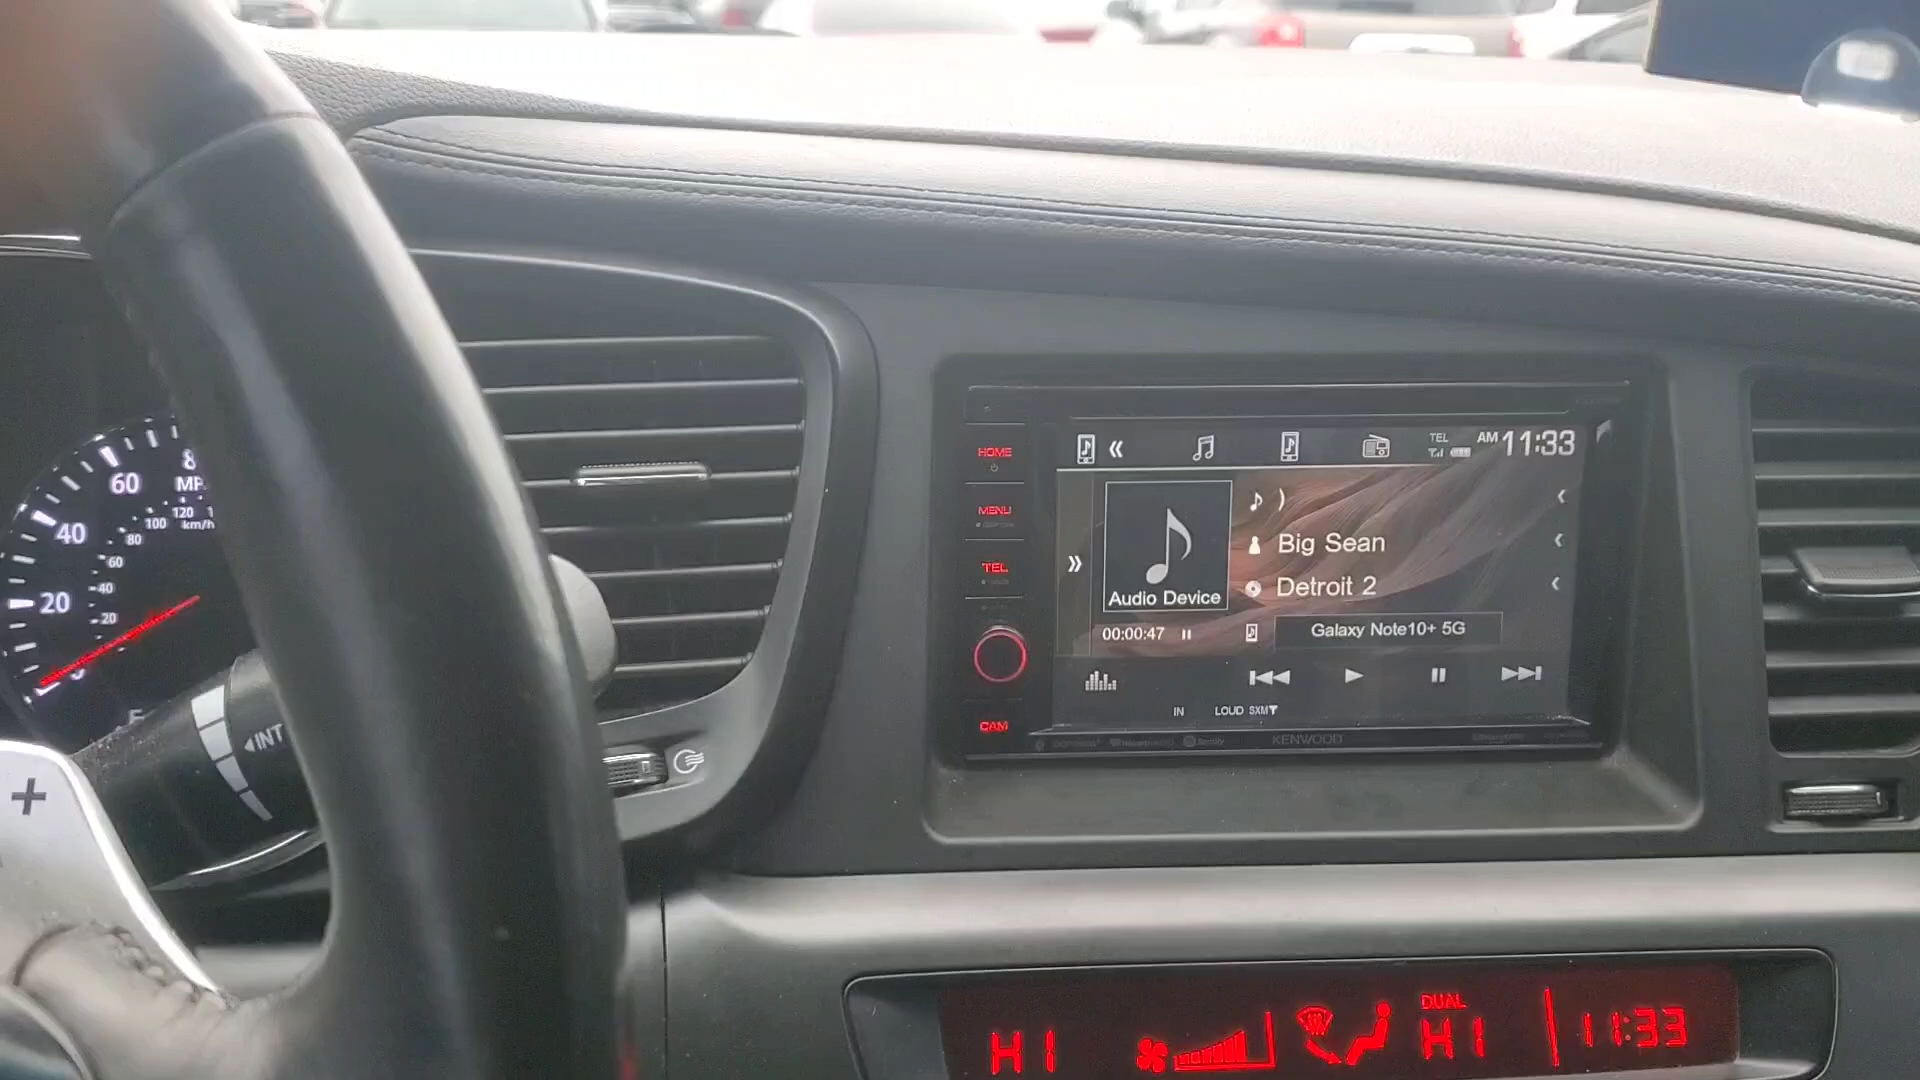 HOME
MENU
TEL
CAM
TEL
AM 11:33
)
Big Sean
Detroit 2
Audio Device
00:00:47
Galaxy Note10+ 5G
IN
LOUD SXM
KENWOOD
60
40
20
MP
120
100
km/h
80
60
40
20
INT
+
HI
DUAL
HI
11:33